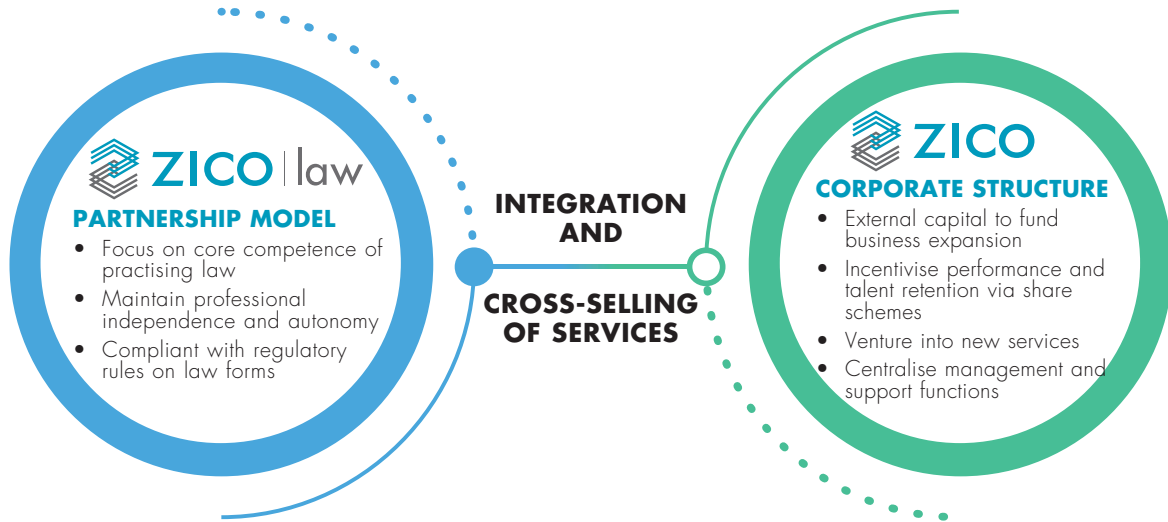 ZICO law
PARTNERSHIP MODEL
• Focus on core competence of
practising law
• Maintain professional
independence and autonomy
• Compliant with regulatory
rules on law forms
INTEGRATION
AND
CROSS-SELLING
OF SERVICES
ZICO
CORPORATE STRUCTURE
• External capital to fund
business expansion
• Incentivise performance and
talent retention via share
schemes
• Venture into new services
• Centralise management and
support functions